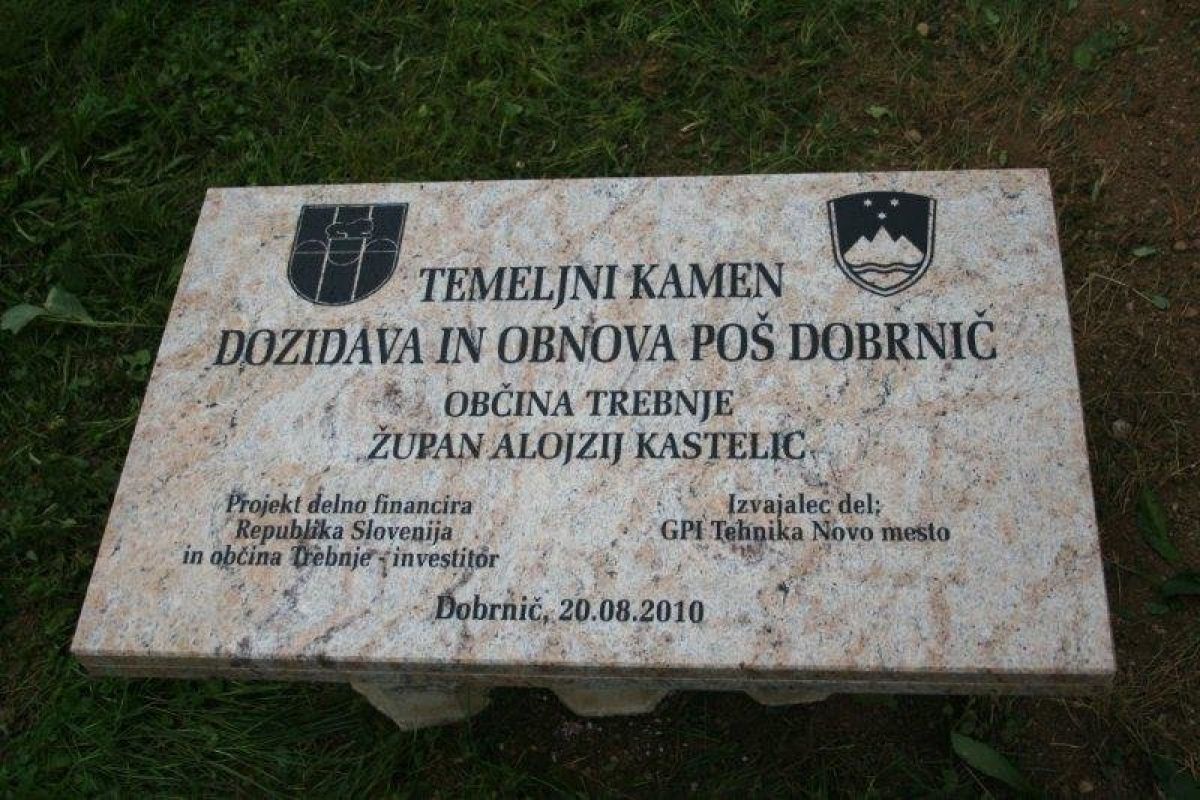 TEMELJNI KAMEN
DOZIDAVA IN OBNOVA POŠ DOBRNIČ
OBČINA TREBNJE
ŽUPAN ALOJZIJ KASTELIC
Projekt delno financira
Republika Slovenija
in občina Trebnje - investitor
Izvajalec del;
GPI Tehnika Novo mesto
Dobrnič, 20.08.2010